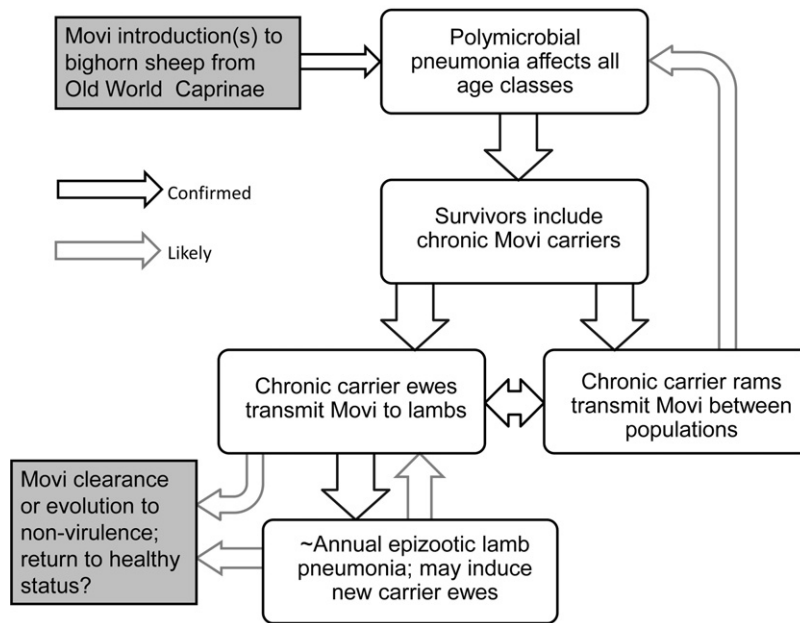 Movi introduction(s) to
bighorn sheep from
Old World Caprinae
Polymicrobial
pneumonia affects all
age classes
Confirmed
Likely
Survivors include
chronic Movi carriers
Chronic carrier ewes
transmit Movi to lambs
Chronic carrier rams
transmit Movi between
populations
Movi clearance
or evolution to
non-virulence;
return to healthy
status?
~Annual epizootic lamb
pneumonia; may induce
new carrier ewes